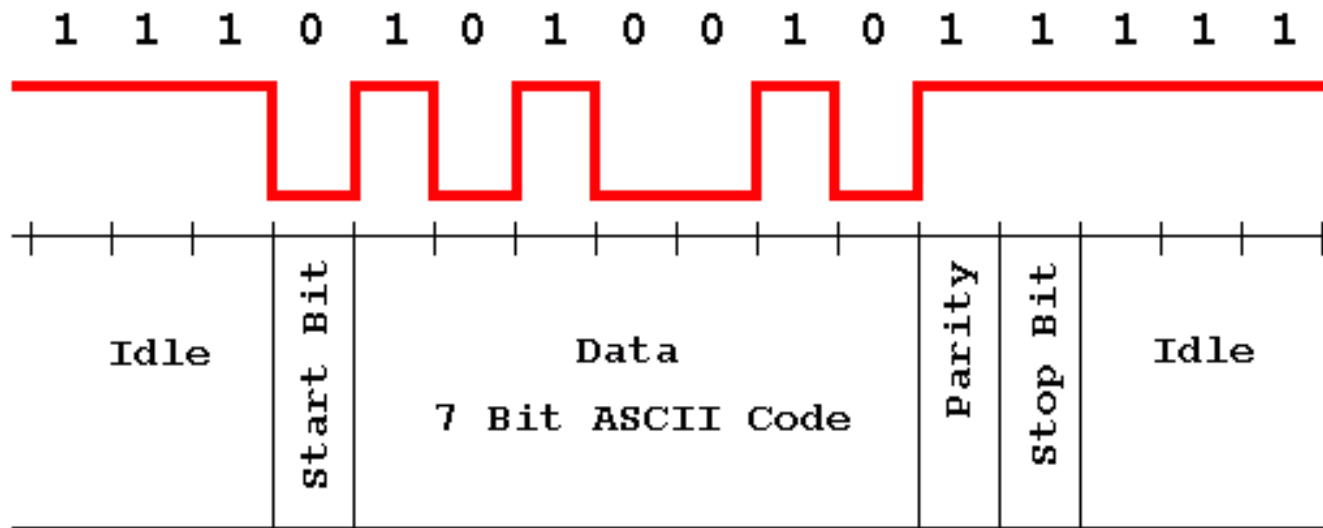 1 1 1 0 1 0 1 0 0 1 0 1 1 1 1 1
Idle
Start Bit
Data
7 Bit ASCII Code
Parity
Stop Bit
Idle